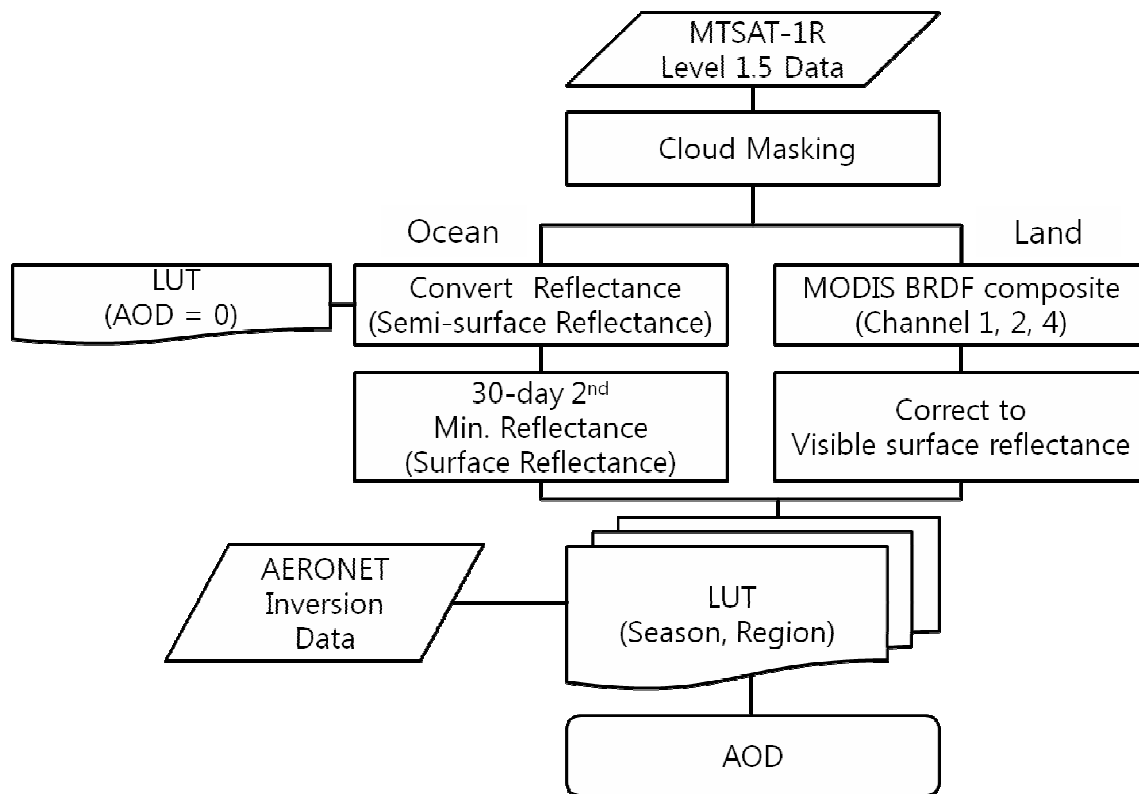 MTSAT-1R
Level 1.5 Data
Cloud Masking
Ocean
Land
LUT
(AOD = 0)
Convert Reflectance
(Semi-surface Reflectance)
MODIS BRDF composite
(Channel 1, 2, 4)
30-day 2nd
Min. Reflectance
(Surface Reflectance)
Correct to
Visible surface reflectance
AERONET
Inversion
Data
LUT
(Season, Region)
AOD